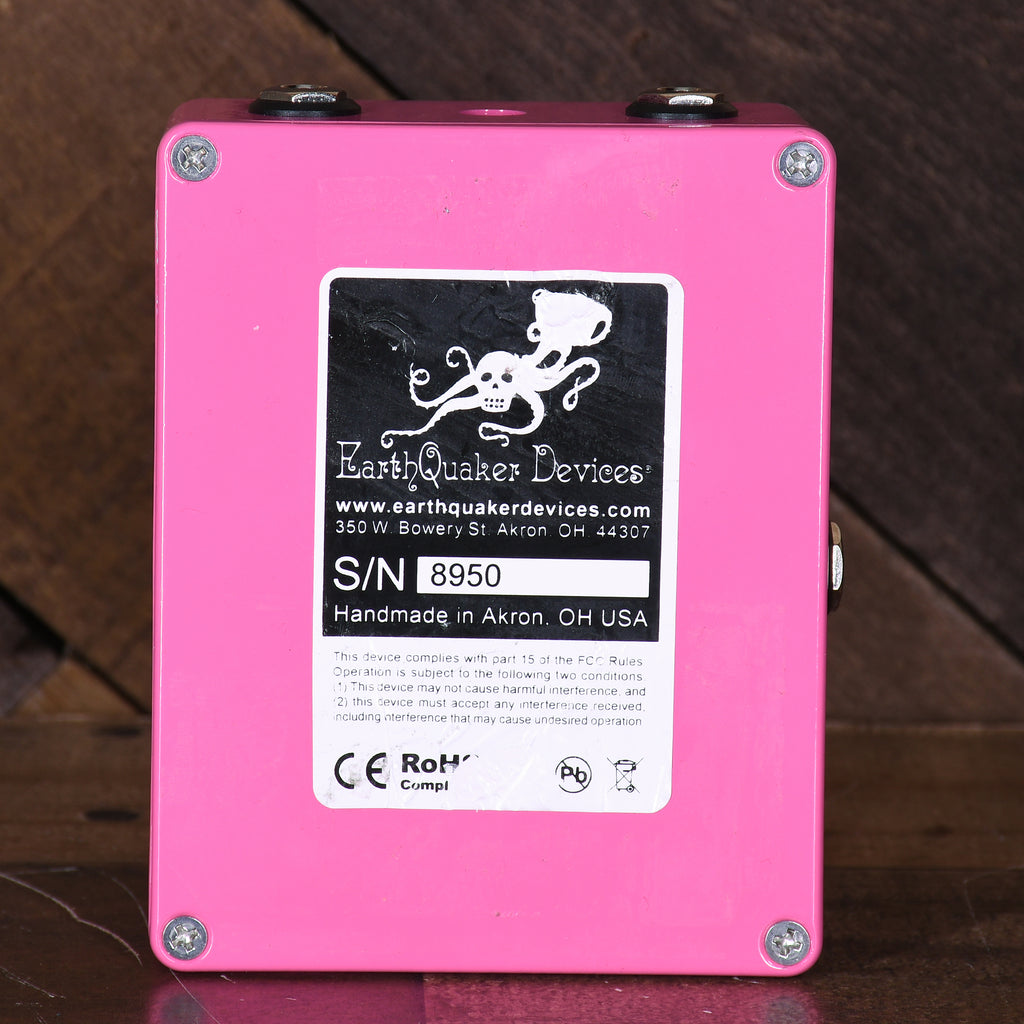 EarthQuaker Devices
www.earthquakerdevices.com
350 W. Bowery St. Akron, OH. 44307
S/N 8950
Handmade in Akron, OH USA
This device complies with part 15 of the FCC Rules
Operation is subject to the following two conditions
(1) This device may not cause harmful interference, and
(2) this device must accept any interference received,
including nterference that may cause undesired operation
CE RoH
Compl
Pb